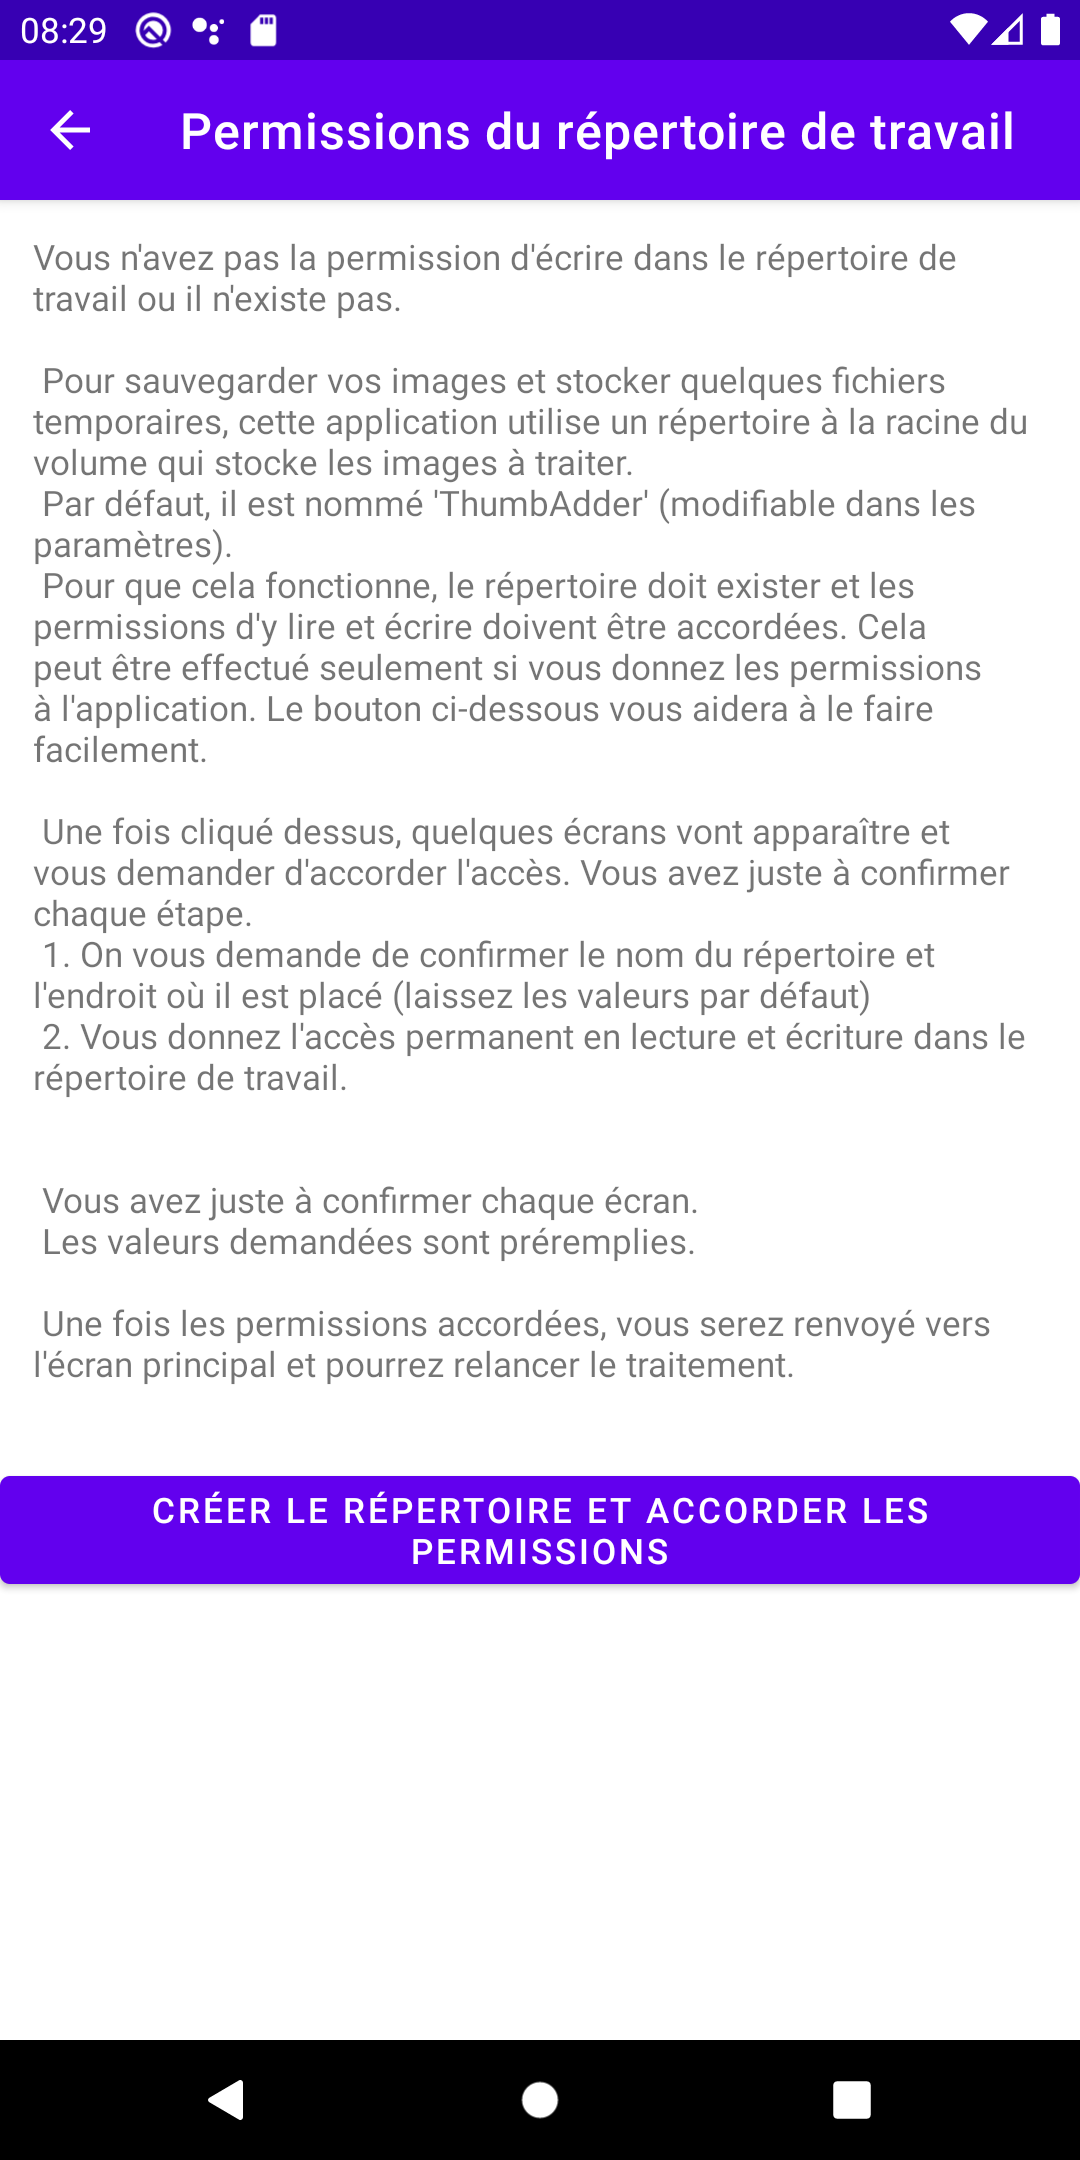 08:29
Permissions du répertoire de travail
Vous n'avez pas la permission d'écrire dans le répertoire de
travail ou il n'existe pas.
Pour sauvegarder vos images et stocker quelques fichiers
temporaires, cette application utilise un répertoire à la racine du
volume qui stocke les images à traiter.
Par défaut, il est nommé 'ThumbAdder' (modifiable dans les
paramètres).
Pour que cela fonctionne, le répertoire doit exister et les
permissions d'y lire et écrire doivent être accordées. Cela
peut être effectué seulement si vous donnez les permissions
à l'application. Le bouton ci-dessous vous aidera à le faire
facilement.
Une fois cliqué dessus, quelques écrans vont apparaître et
vous demander d'accorder l'accès. Vous avez juste à confirmer
chaque étape.
1. On vous demande de confirmer le nom du répertoire et
l'endroit où il est placé (laissez les valeurs par défaut)
2. Vous donnez l'accès permanent en lecture et écriture dans le
répertoire de travail.
Vous avez juste à confirmer chaque écran.
Les valeurs demandées sont préremplies.
Une fois les permissions accordées, vous serez renvoyé vers
l'écran principal et pourrez relancer le traitement.
CRÉER LE RÉPERTOIRE ET ACCORDER LES
PERMISSIONS